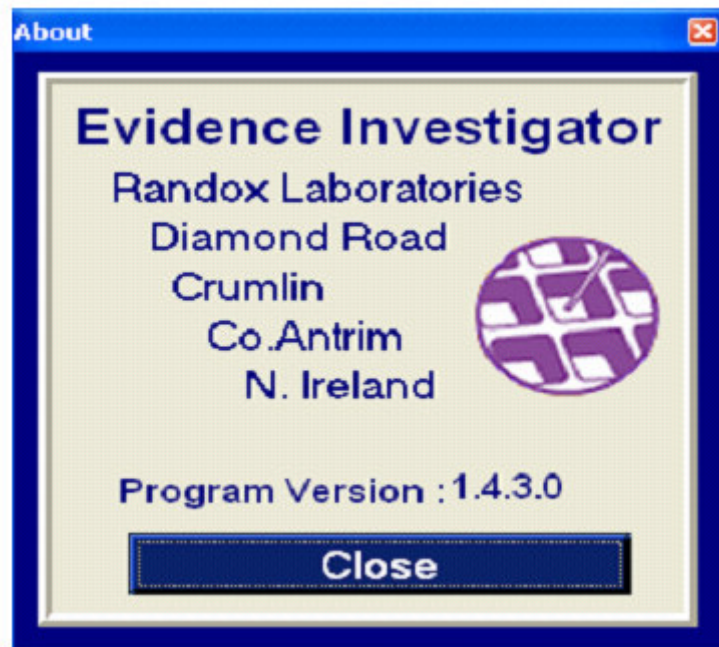 About
Evidence Investigator
Randox Laboratories
Diamond Road
Crumlin
Co.Antrim
N. Ireland
Program Version :1.4.3.0
Close